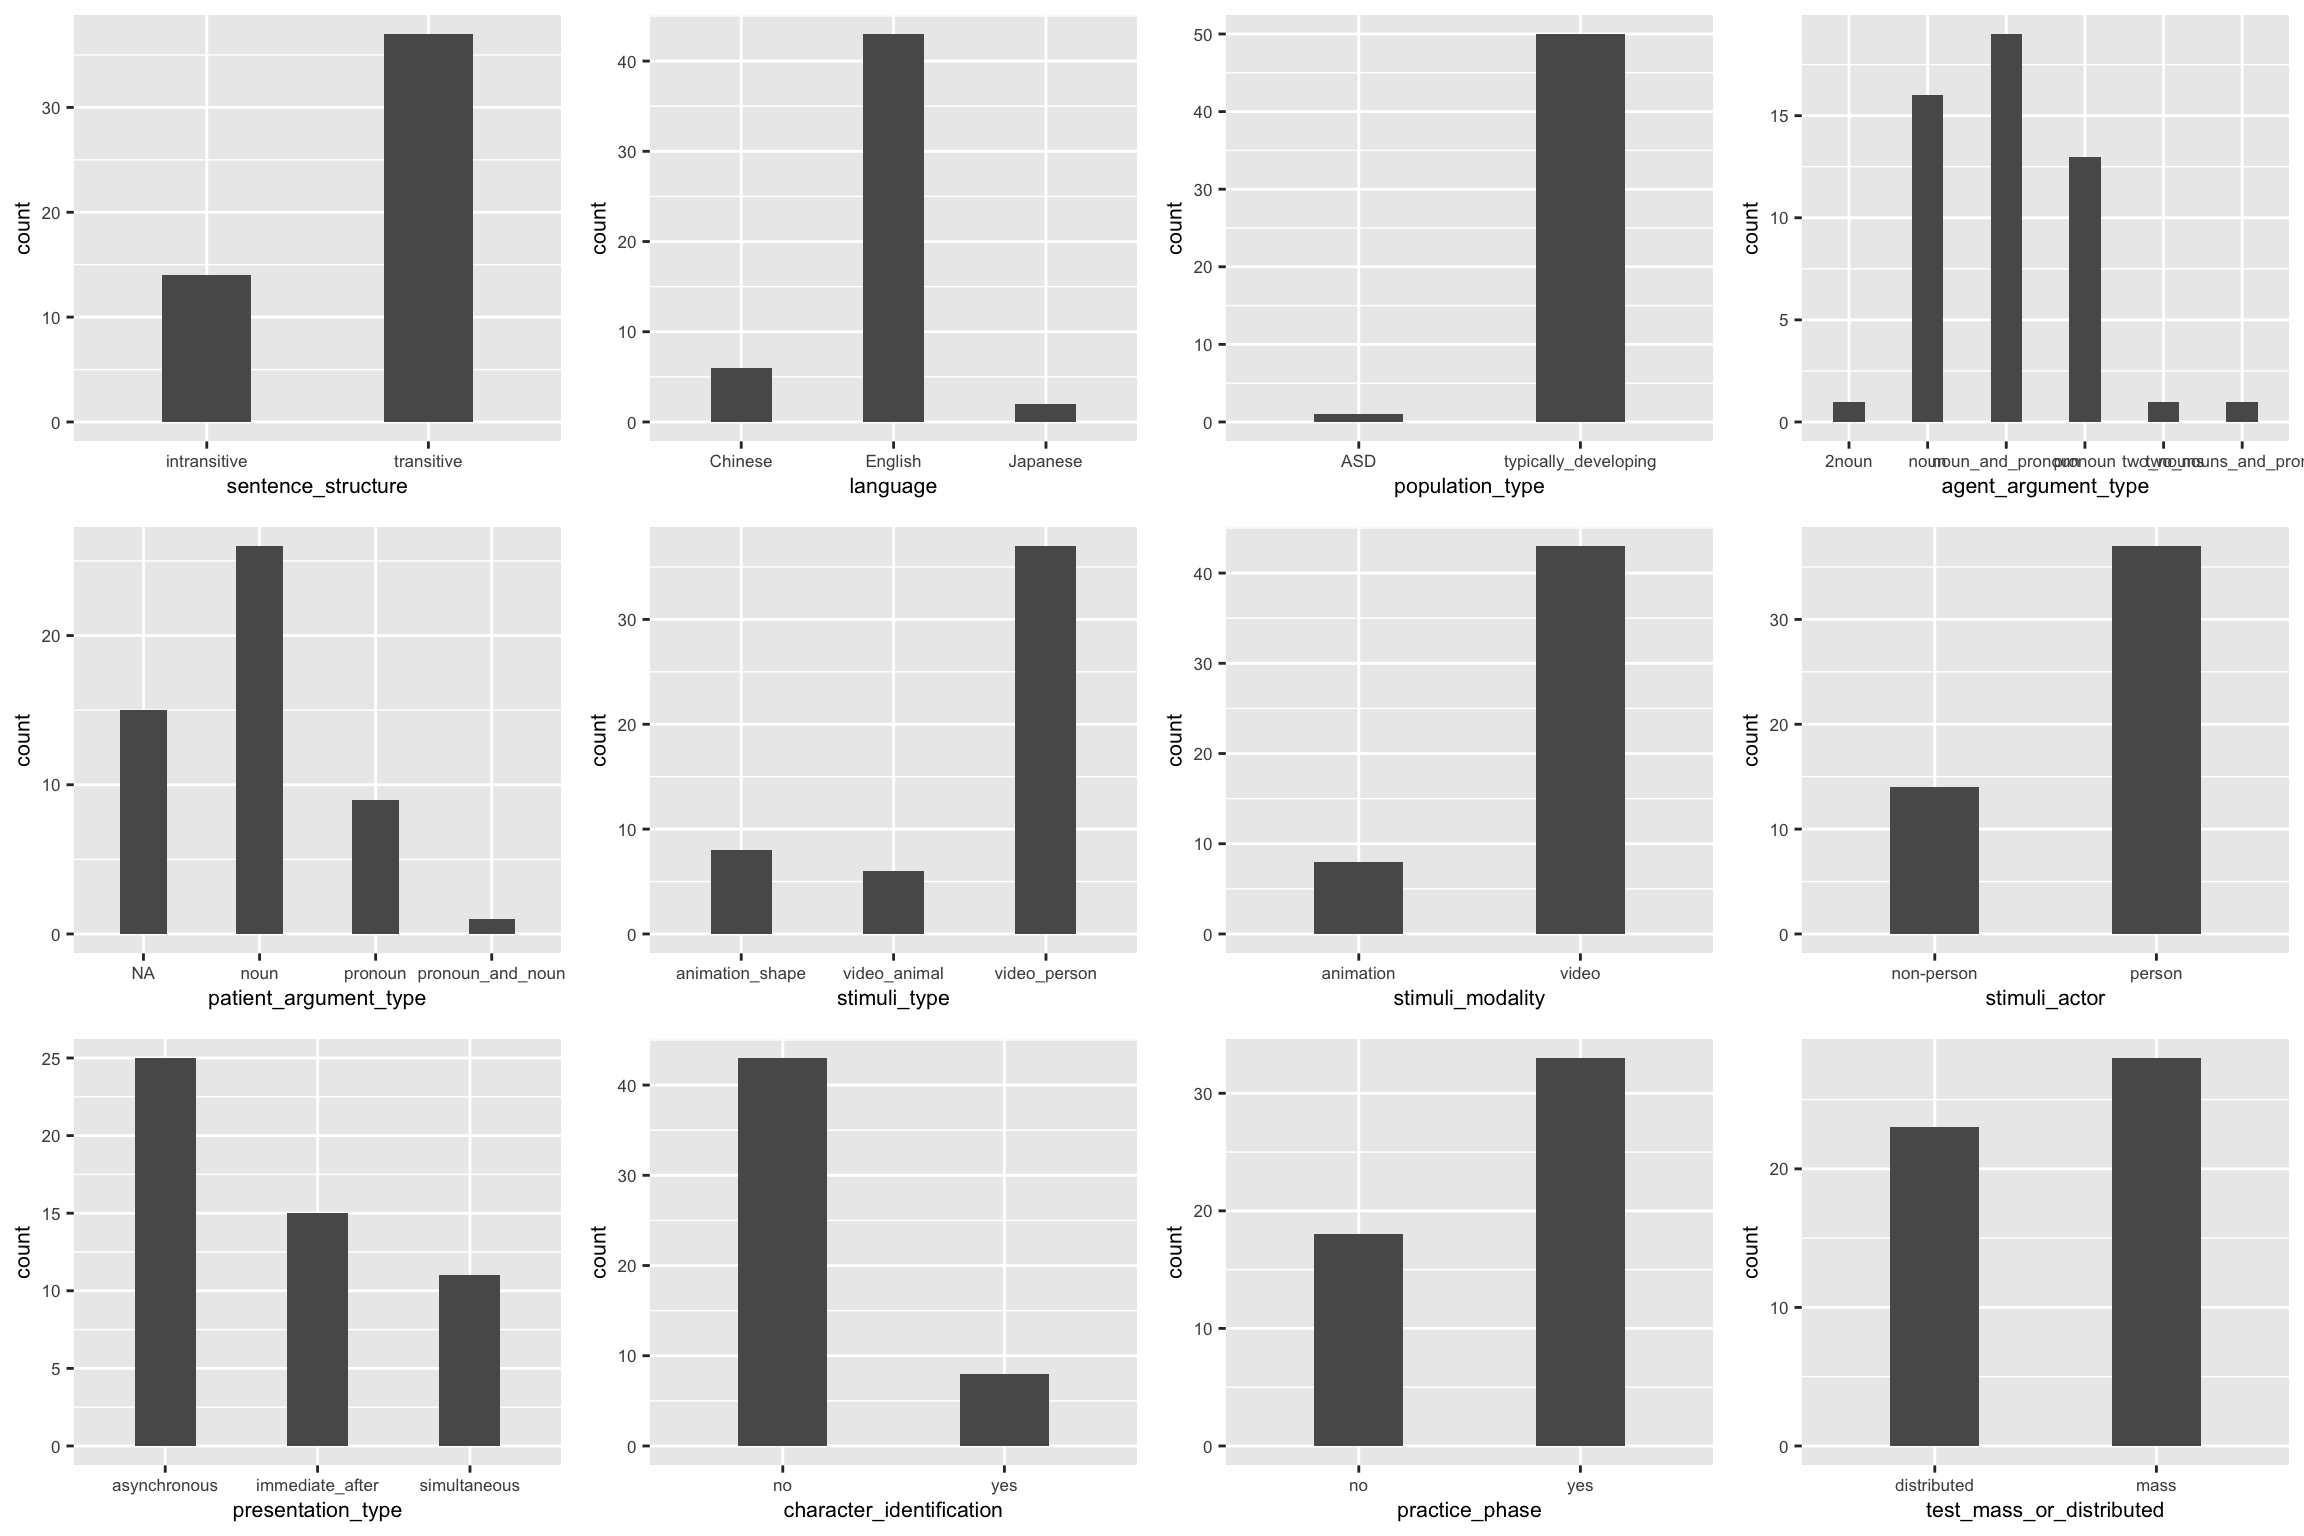 count
30
20
10
0
intransitive transitive
sentence_structure
count
40
30
20
10
0
Chinese English Japanese
language
count
50
40
30
20
10
0
ASD typically_developing
population_type
count
15
10
5
0
2noun noun noun_and_pronoun pronoun two_nouns two_nouns_and_pron
agent_argument_type
count
20
10
0
NA noun pronoun pronoun_and_noun
patient_argument_type
count
30
20
10
0
animation_shape video_animal video_person
stimuli_type
count
40
30
20
10
0
animation video
stimuli_modality
count
30
20
10
0
non-person person
stimuli_actor
count
25
20
15
10
5
0
asynchronous immediate_after simultaneous
presentation_type
count
40
30
20
10
0
no yes
character_identification
count
30
20
10
0
no yes
practice_phase
count
20
10
0
distributed mass
test_mass_or_distributed